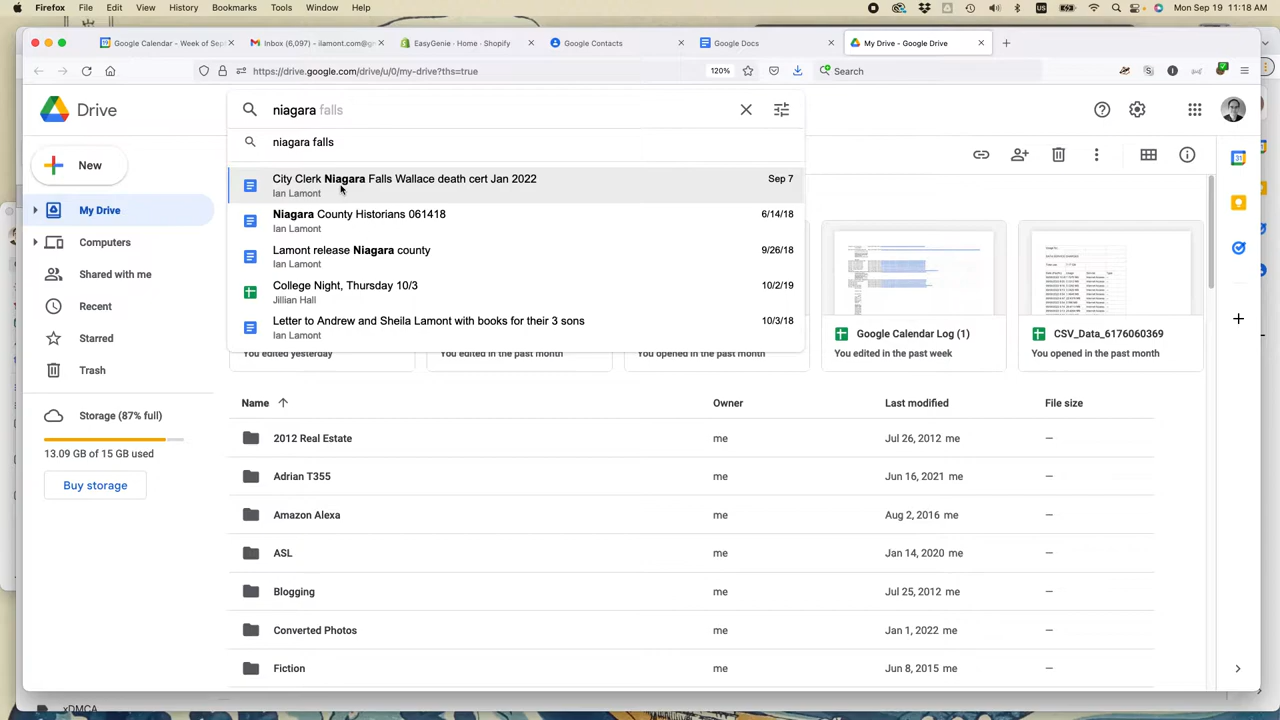 Firefox File Edit View History Bookmarks Tools Window Help Mon Sep 19 11:18 AM
Google Calendar - Week of Sep Inbox (6,097) - ilamont.com@gm EasyGenie · Home · Shopify Google Contacts Google Docs My Drive - Google Drive
https://drive.google.com/drive/u/0/my-drive?ths=true 120% Search
Drive
niagara falls
niagara falls
New
City Clerk Niagara Falls Wallace death cert Jan 2022 Sep 7
Ian Lamont
My Drive
Niagara County Historians 061418 6/14/18
Ian Lamont
Computers
Lamont release Niagara county 9/26/18
Ian Lamont
Shared with me
College Night, Thursday 10/3 10/2/19
Jillian Hall
Recent
Letter to Andrew and Sheila Lamont with books for their 3 sons 10/3/18
Ian Lamont
Google Calendar Log (1) CSV_Data_6176060369
Starred
You edited yesterday You edited in the past month You opened in the past month You edited in the past week You opened in the past month
Trash
Name Owner Last modified File size
Storage (87% full)
13.09 GB of 15 GB used
Buy storage
2012 Real Estate me Jul 26, 2012 me —
Adrian T355 me Jun 16, 2021 me —
Amazon Alexa me Aug 2, 2016 me —
ASL me Jan 14, 2020 me —
Blogging me Jul 25, 2012 me —
Converted Photos me Jan 1, 2022 me —
Fiction me Jun 8, 2015 me —
xDMCA